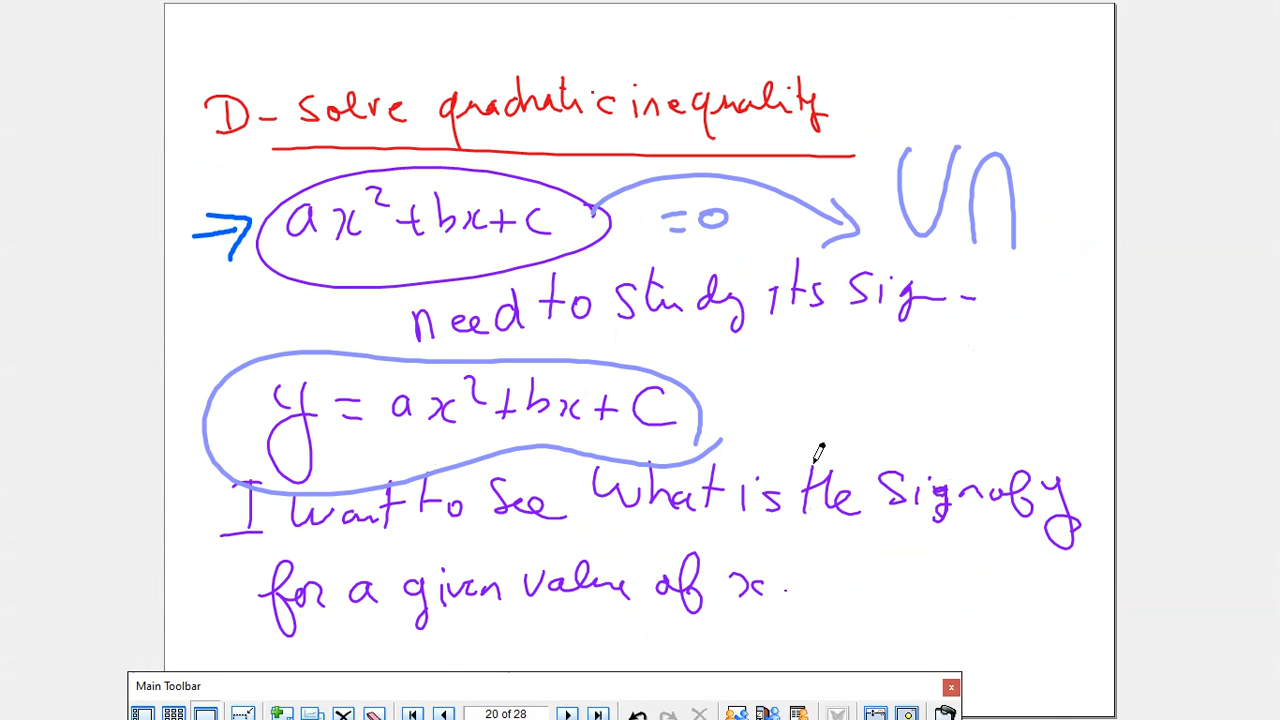 D- solve quadratic inequality
ax²+bx+c =0
need to study its sign -
y = ax²+bx+C
I want to see what is the sign of y
for a given value of x.
Main Toolbar
20 of 28